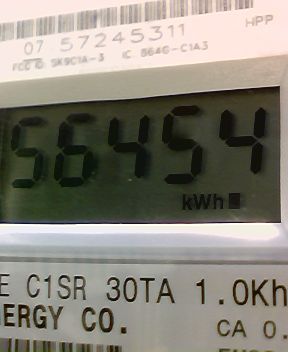 HPP
07 57245311
FCC ID SK9C1A-3 IC 864G-C1A3
56454
kWh
E C1SR 30TA 1.0Kh
ERGY CO.
CA 0.